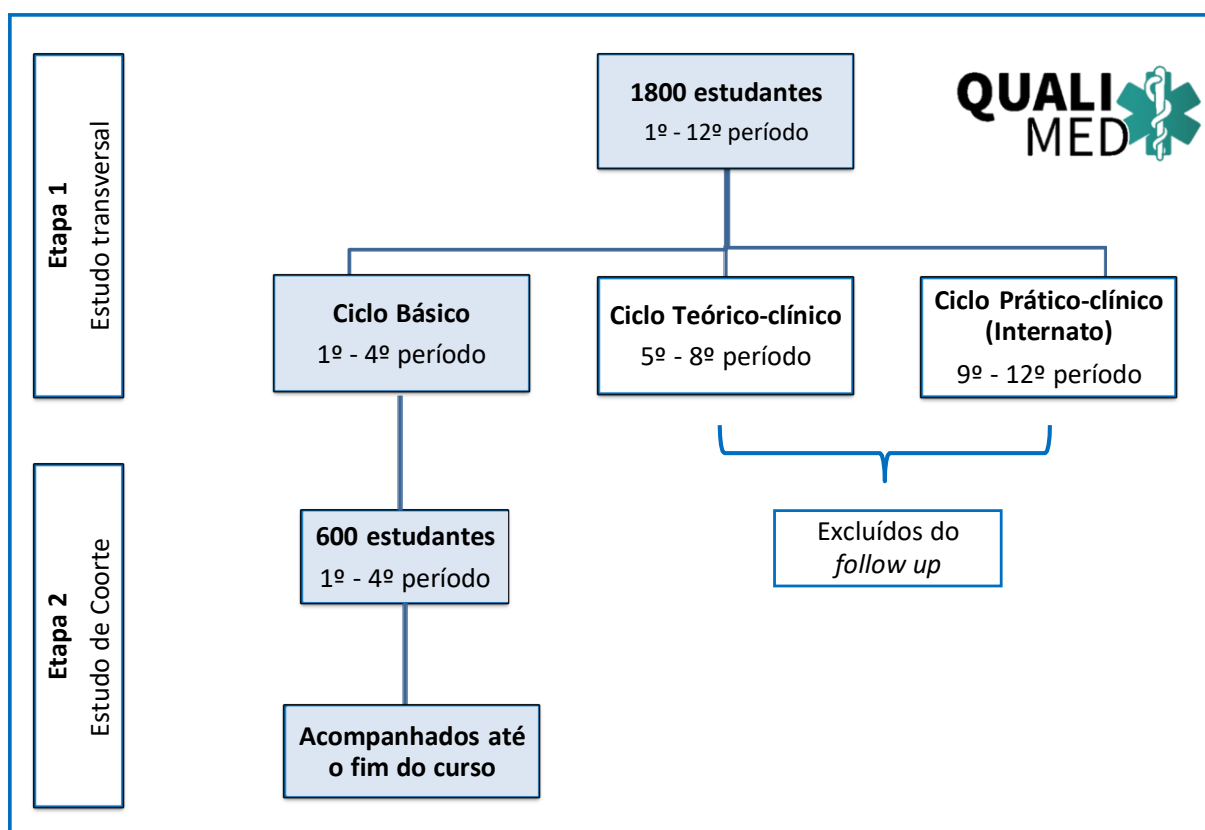 Etapa 1
Estudo transversal
1800 estudantes
1º - 12º período
QUALI
MED
Ciclo Básico
1º - 4º período
Ciclo Teórico-clínico
5º - 8º período
Ciclo Prático-clínico
(Internato)
9º - 12º período
Etapa 2
Estudo de Coorte
600 estudantes
1º - 4º período
Excluídos do
follow up
Acompanhados até
o fim do curso